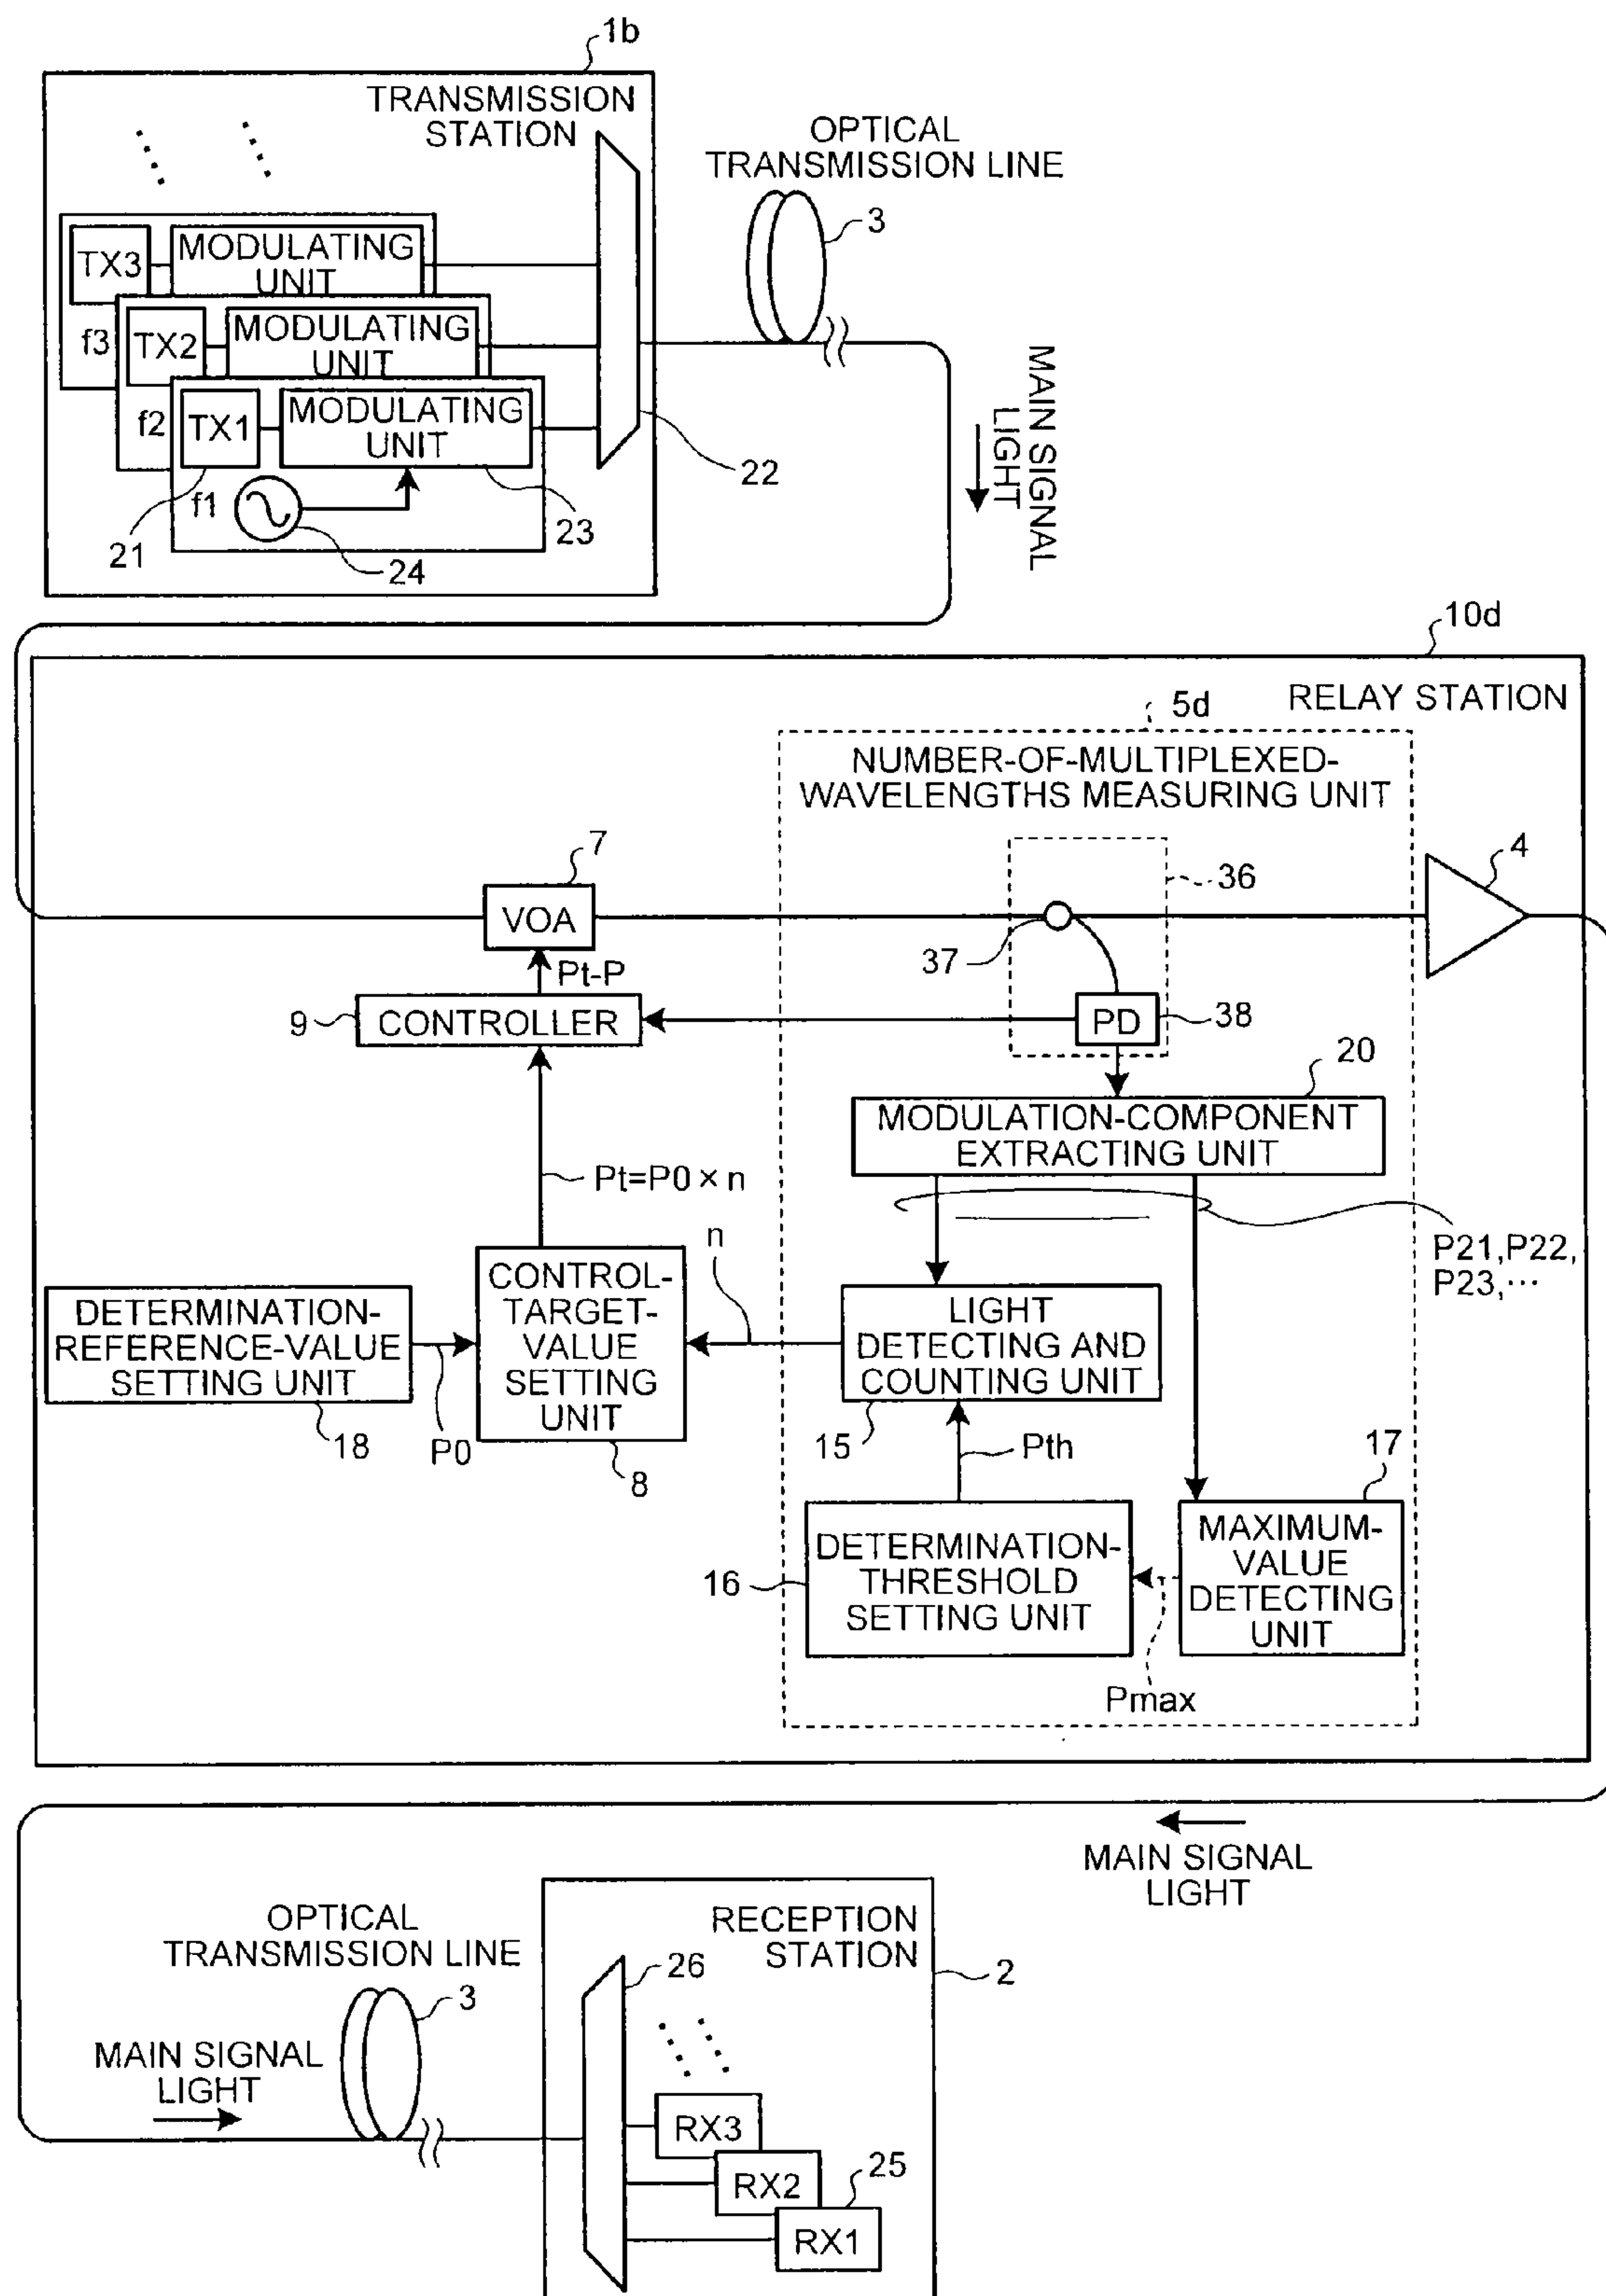 1b
TRANSMISSION
STATION
OPTICAL
TRANSMISSION LINE
3
TX3
MODULATING
UNIT
f3
TX2
MODULATING
UNIT
f2
TX1
MODULATING
UNIT
f1
21
24
23
22
MAIN SIGNAL
LIGHT
10d
RELAY STATION
5d
NUMBER-OF-MULTIPLEXED-
WAVELENGTHS MEASURING UNIT
7
VOA
37
36
4
Pt-P
9
CONTROLLER
PD
38
20
MODULATION-COMPONENT
EXTRACTING UNIT
Pt=P0 × n
P21,P22,
P23,···
n
DETERMINATION-
REFERENCE-VALUE
SETTING UNIT
18
P0
CONTROL-
TARGET-
VALUE
SETTING
UNIT
8
LIGHT
DETECTING AND
COUNTING UNIT
15
Pth
17
16
DETERMINATION-
THRESHOLD
SETTING UNIT
MAXIMUM-
VALUE
DETECTING
UNIT
Pmax
MAIN SIGNAL
LIGHT
OPTICAL
TRANSMISSION LINE
3
MAIN SIGNAL
LIGHT
RECEPTION
STATION
2
26
RX3
RX2
25
RX1